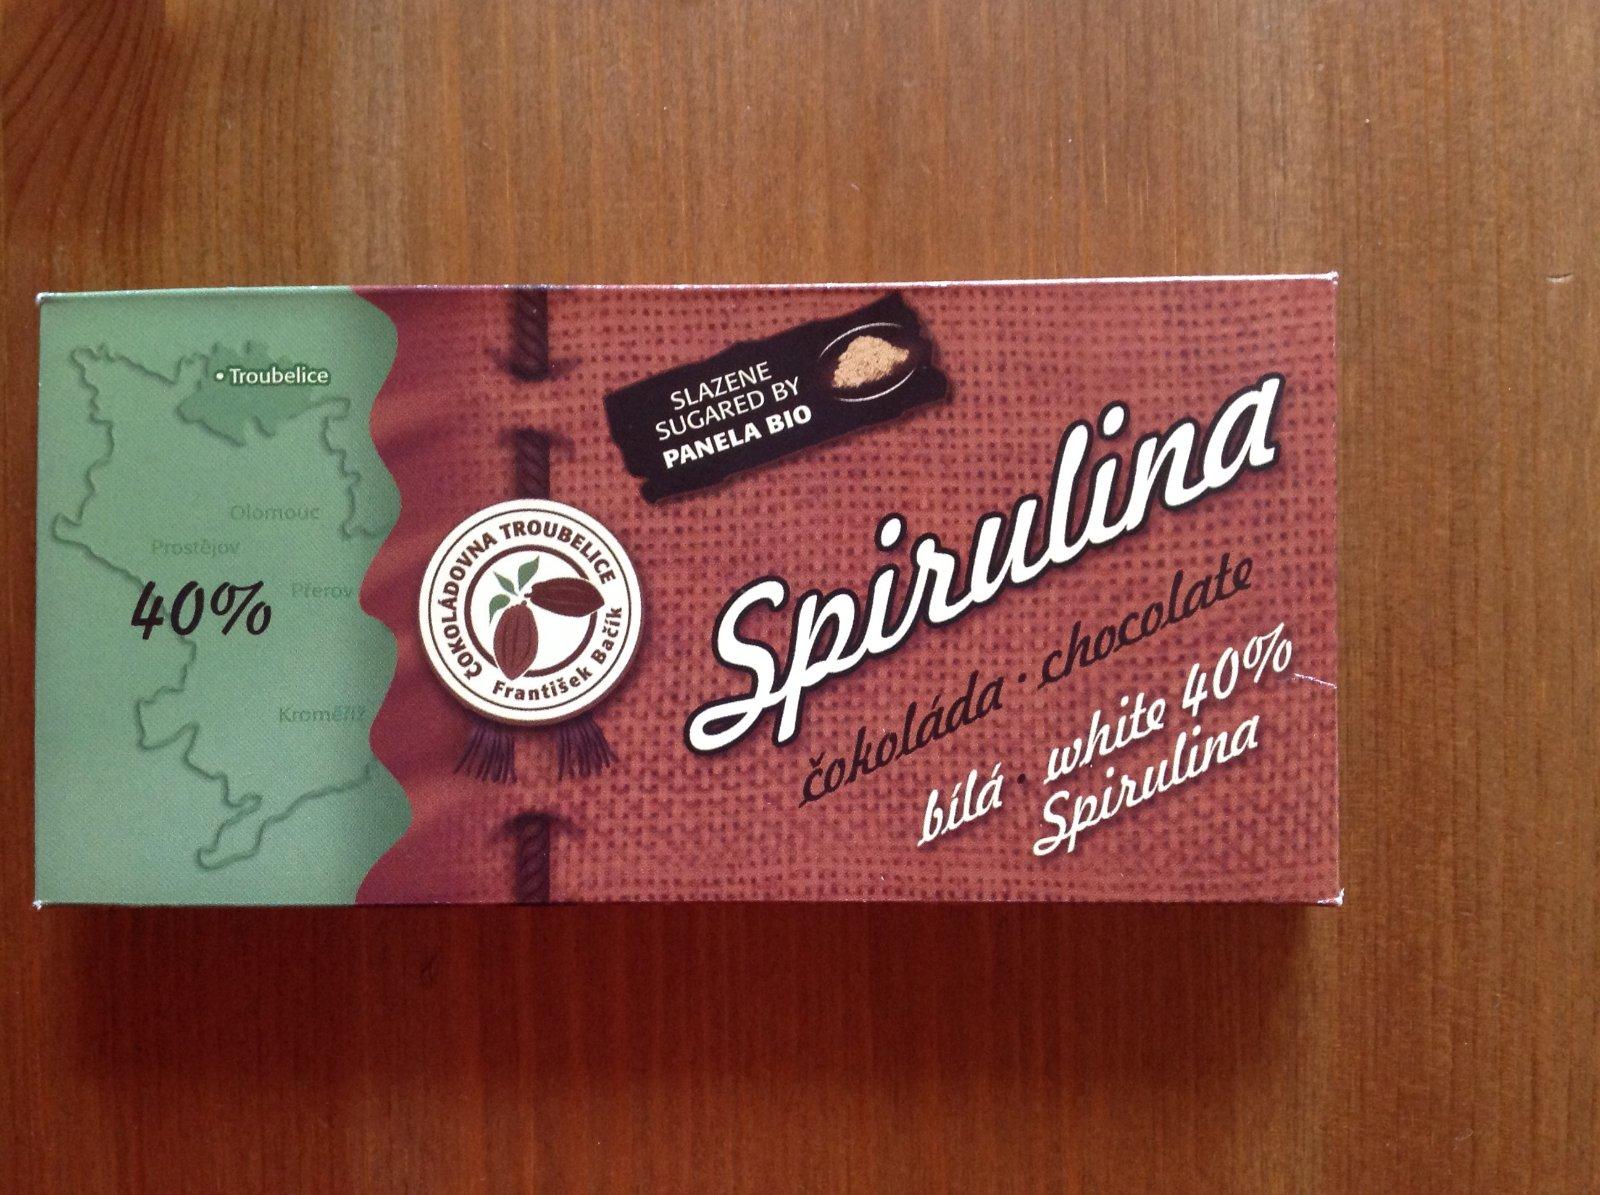 Troubelice
Olomouc
Prostějov
Přerov
40%
Kroměříž
ČOKOLÁDOVNA TROUBELICE
František Bačík
SLAZENE
SUGARED BY
PANELA BIO
Spirulina
čokoláda · chocolate
bílá · white 40%
Spirulina